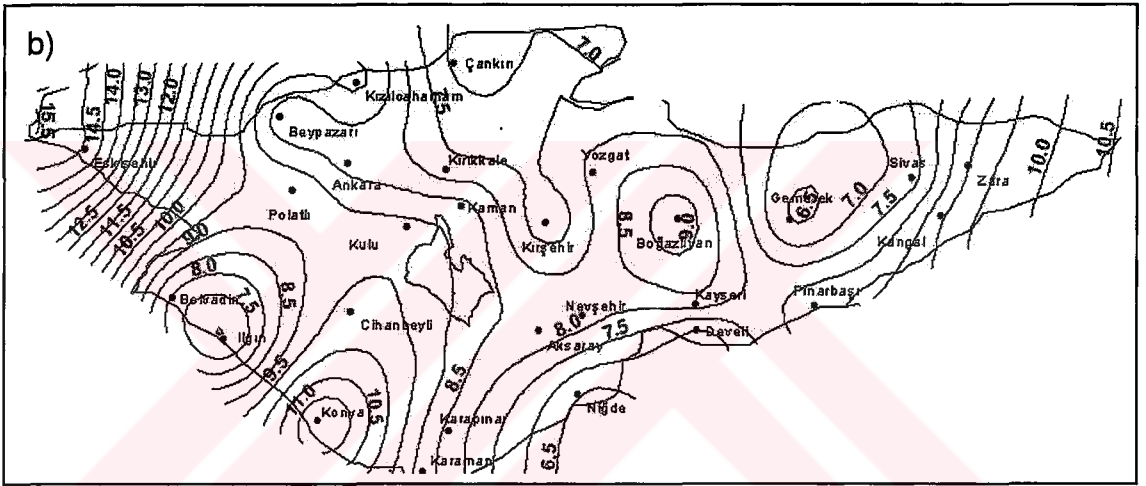 b)
7.0
Çankırı
15.5
14.5
14.0
13.0
12.0
Kızılcahamam
7.5
Beypazarı
Eskişehir
Ankara
Kırıkkale
Yozgat
Sivas
Zara
10.0
10.5
Polatlı
Kaman
Gemerek
6.5
7.0
7.5
12.5
11.5
10.5
10.0
9.0
Kulu
Kırşehir
8.5
9.0
Boğazlıyan
Kangal
8.0
Bolvadin
7.5
8.5
Ilgın
Cihanbeyli
Nevşehir
8.0
Aksaray
7.5
Kayseri
Develi
Pınarbaşı
9.5
11.0
Konya
10.5
8.5
Karapınar
Niğde
6.5
Karaman